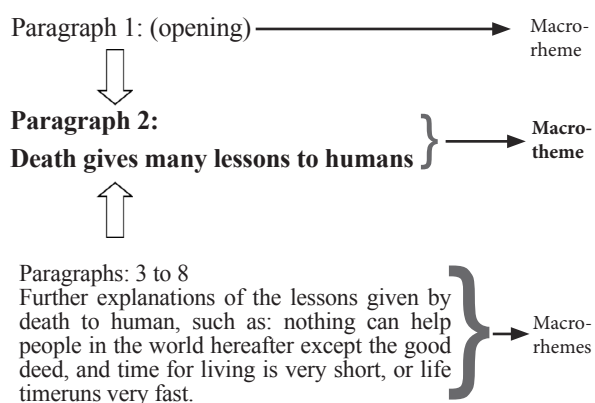 Paragraph 1: (opening)
Macro-
rheme
Paragraph 2:
Death gives many lessons to humans
Macro-
theme
Paragraphs: 3 to 8
Further explanations of the lessons given by
death to human, such as: nothing can help
people in the world hereafter except the good
deed, and time for living is very short, or life
timeruns very fast.
Macro-
rhemes